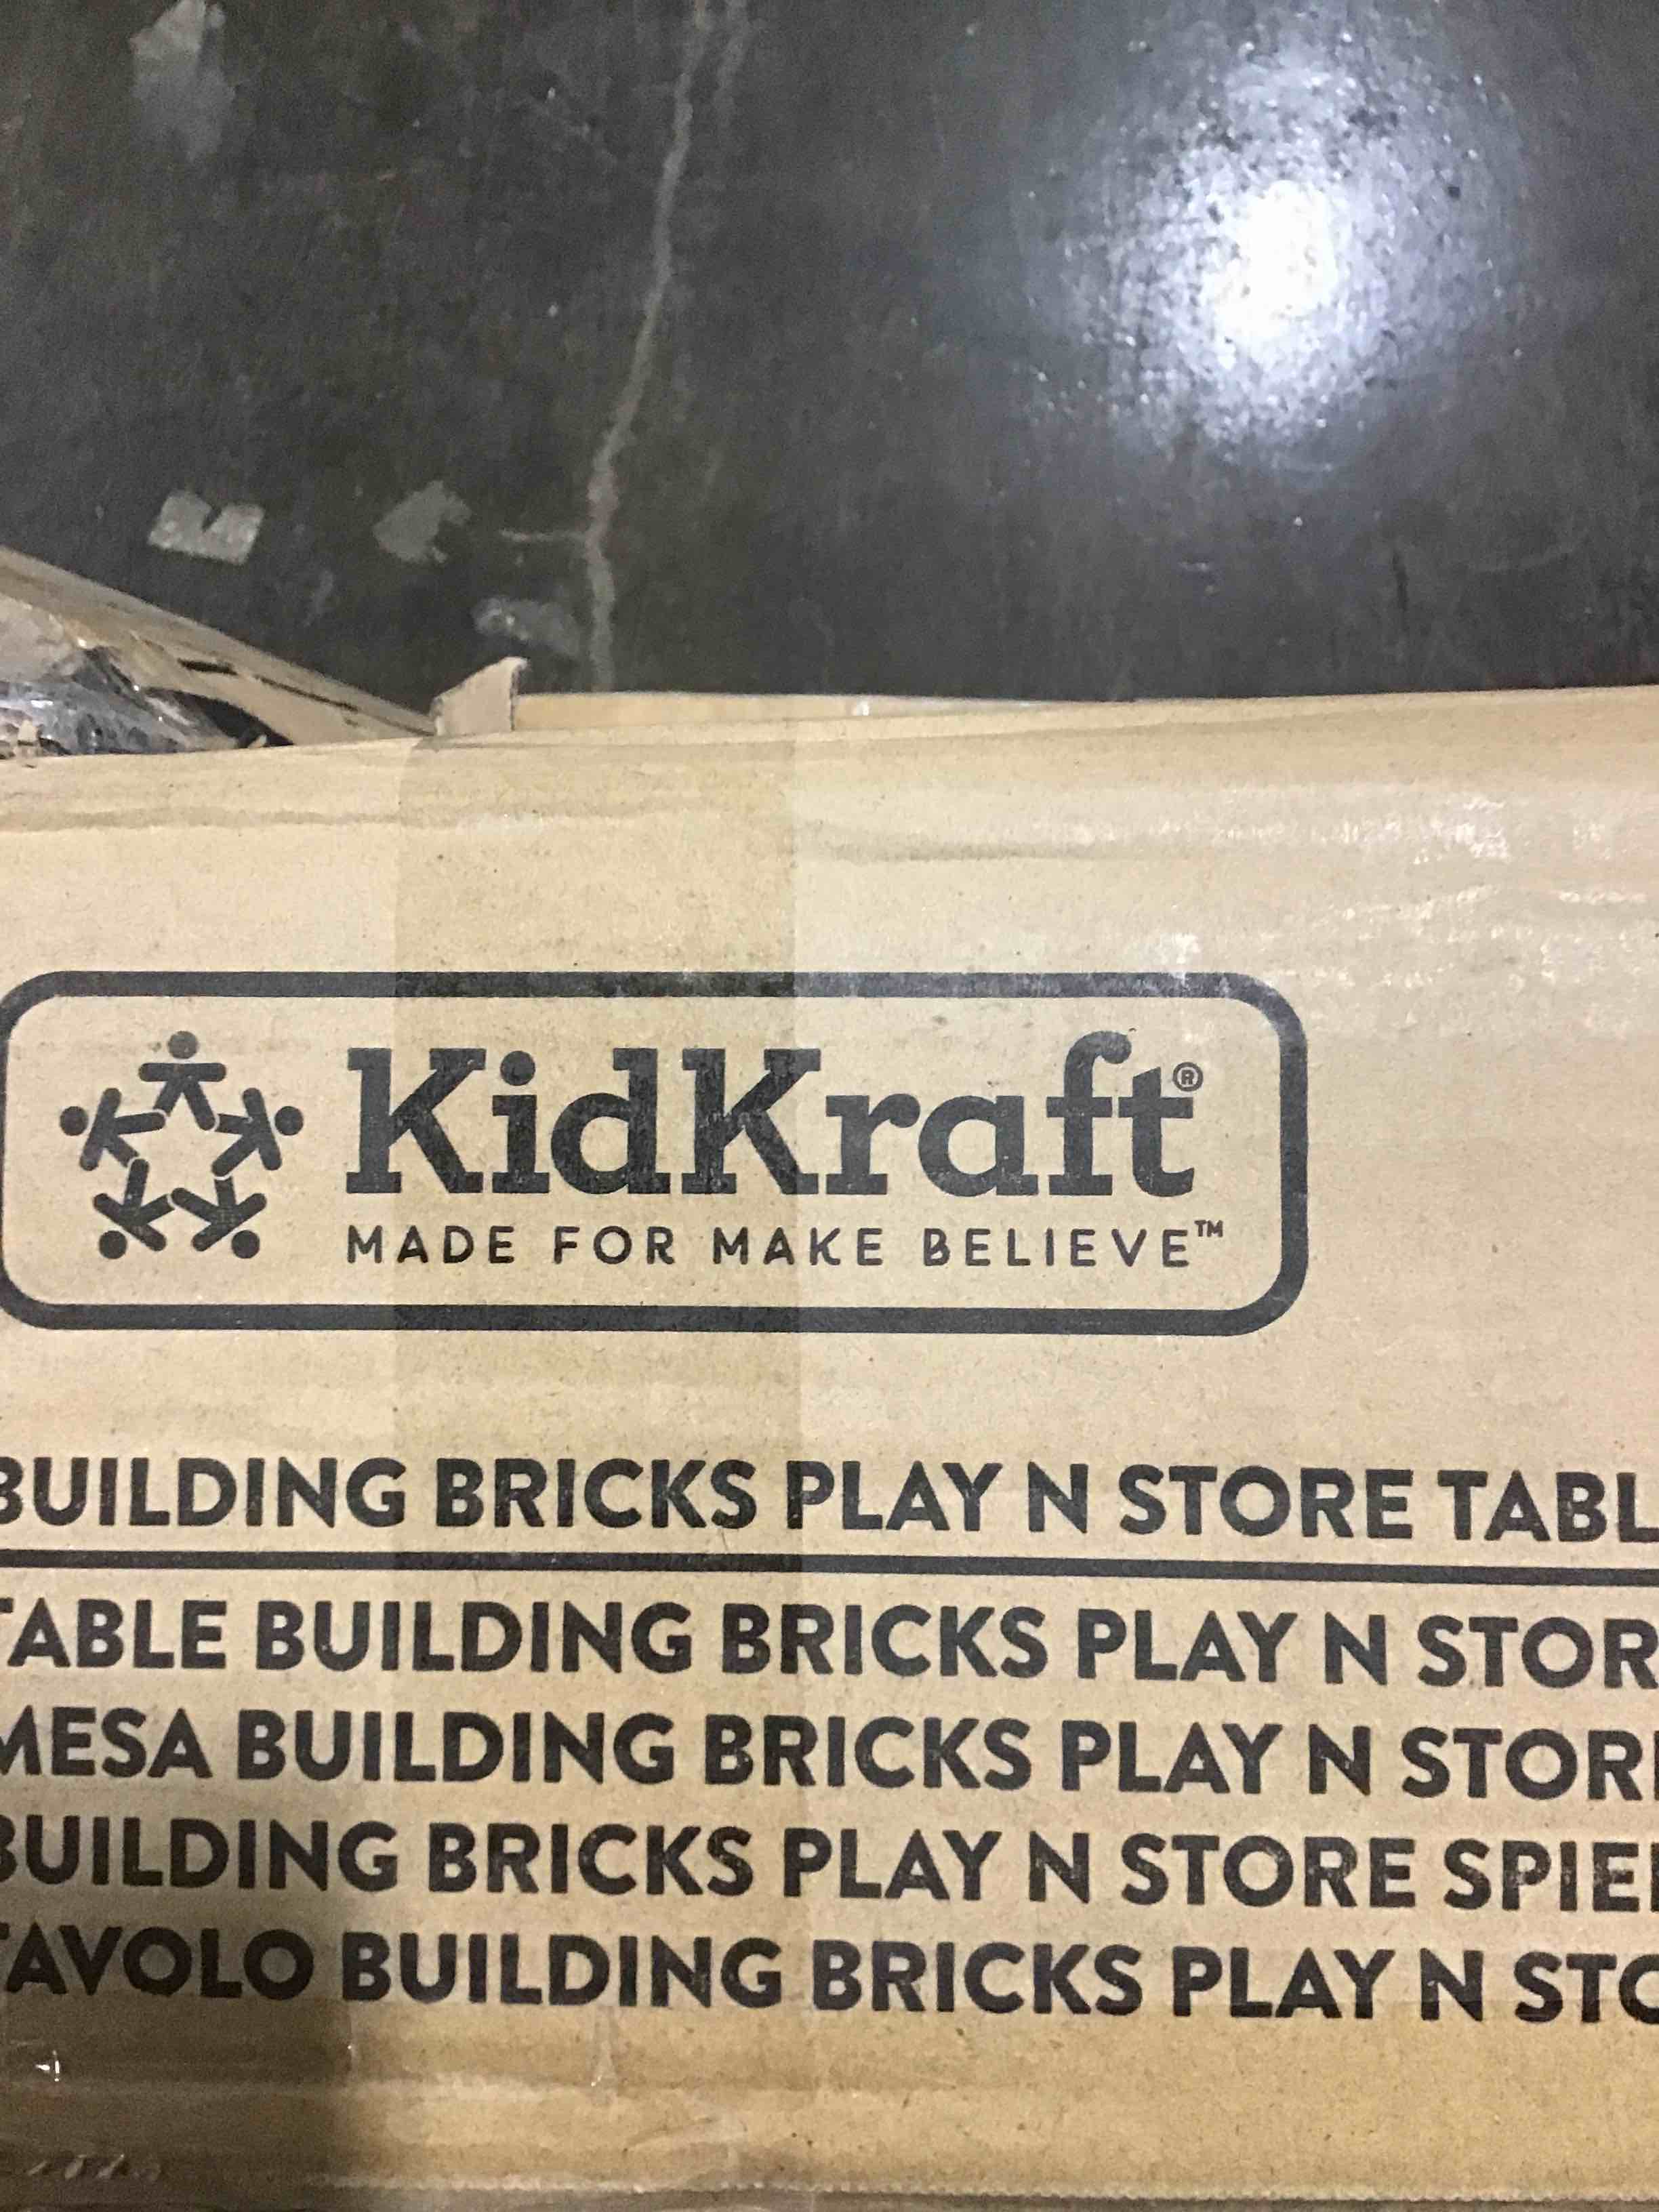 KidKraft®
MADE FOR MAKE BELIEVE™
BUILDING BRICKS PLAY N STORE TABL
TABLE BUILDING BRICKS PLAY N STOR
MESA BUILDING BRICKS PLAY N STOR
BUILDING BRICKS PLAY N STORE SPIE
TAVOLO BUILDING BRICKS PLAY N STO